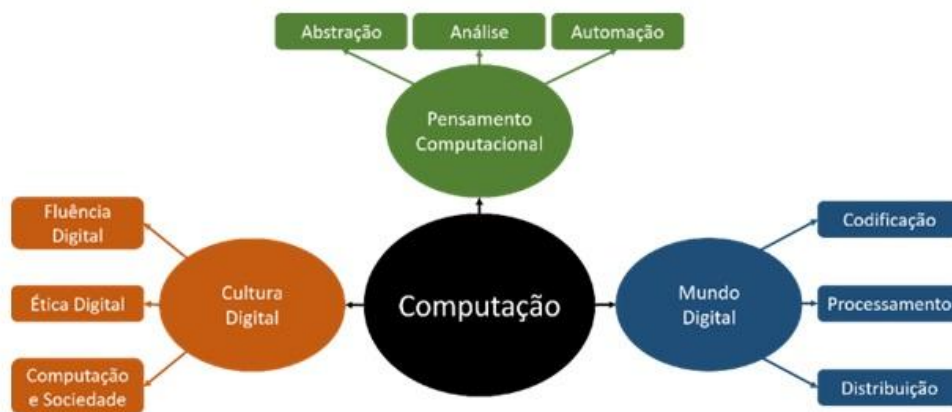 Abstração
Análise
Automação
Pensamento
Computacional
Fluência
Digital
Ética Digital
Computação
e Sociedade
Cultura
Digital
Computação
Mundo
Digital
Codificação
Processamento
Distribuição